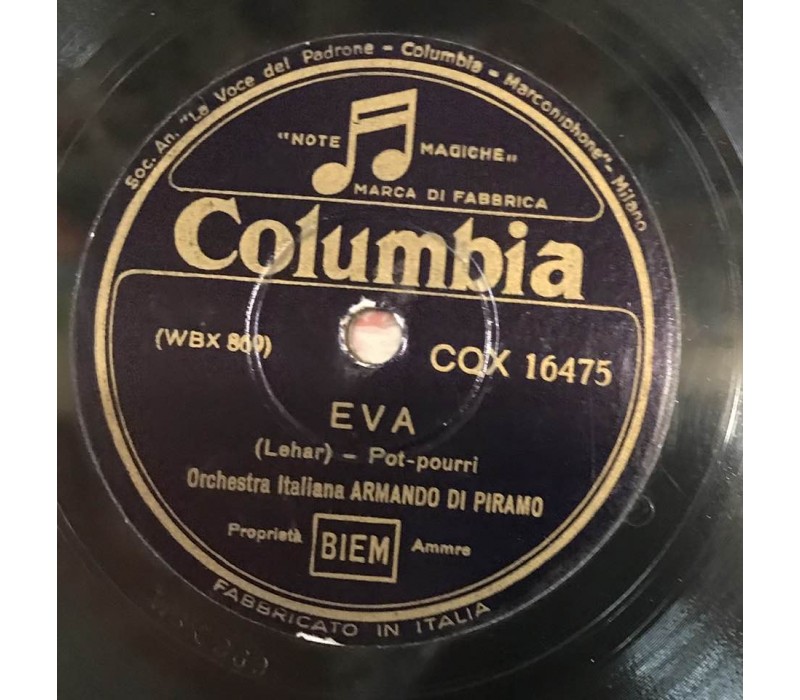 Soc. An. "La Voce del Padrone - Columbia - Marconiphone" - Milano
"NOTE MAGICHE"
MARCA DI FABBRICA
Columbia
(WBX 869)
CQX 16475
EVA
(Lehar) - Pot-pourri
Orchestra Italiana ARMANDO DI PIRAMO
Proprietà BIEM Ammre
FABBRICATO IN ITALIA